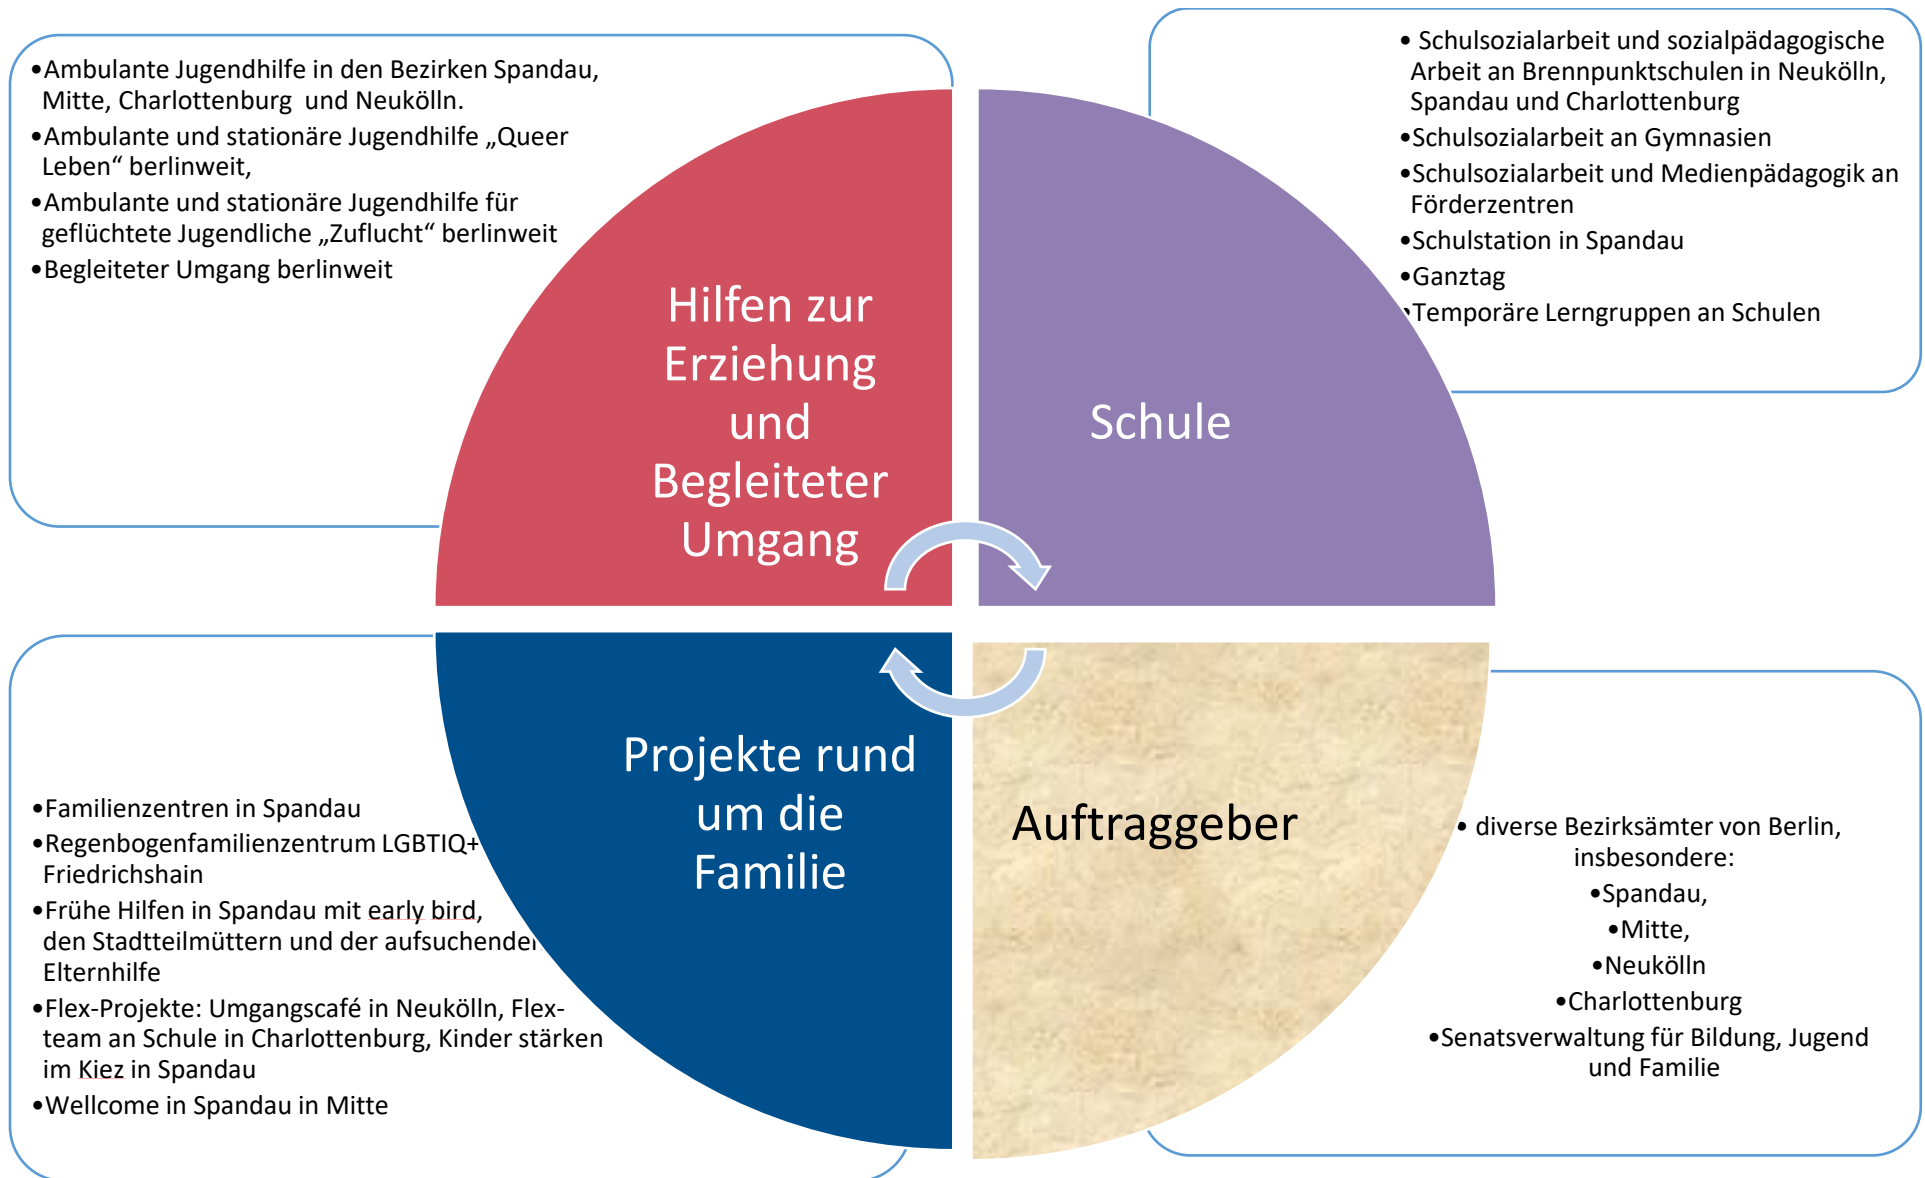 •Ambulante Jugendhilfe in den Bezirken Spandau,
Mitte, Charlottenburg und Neukölln.
•Ambulante und stationäre Jugendhilfe „Queer
Leben“ berlinweit,
•Ambulante und stationäre Jugendhilfe für
geflüchtete Jugendliche „Zuflucht“ berlinweit
•Begleiteter Umgang berlinweit
Hilfen zur
Erziehung
und
Begleiteter
Umgang
• Schulsozialarbeit und sozialpädagogische
Arbeit an Brennpunktschulen in Neukölln,
Spandau und Charlottenburg
•Schulsozialarbeit an Gymnasien
•Schulsozialarbeit und Medienpädagogik an
Förderzentren
•Schulstation in Spandau
•Ganztag
•Temporäre Lerngruppen an Schulen
Schule
•Familienzentren in Spandau
•Regenbogenfamilienzentrum LGBTIQ+
Friedrichshain
•Frühe Hilfen in Spandau mit early bird,
den Stadtteilmüttern und der aufsuchenden
Elternhilfe
•Flex-Projekte: Umgangscafé in Neukölln, Flex-
team an Schule in Charlottenburg, Kinder stärken
im Kiez in Spandau
•Wellcome in Spandau in Mitte
Projekte rund
um die
Familie
Auftraggeber
• diverse Bezirksämter von Berlin,
insbesondere:
•Spandau,
•Mitte,
•Neukölln
•Charlottenburg
•Senatsverwaltung für Bildung, Jugend
und Familie